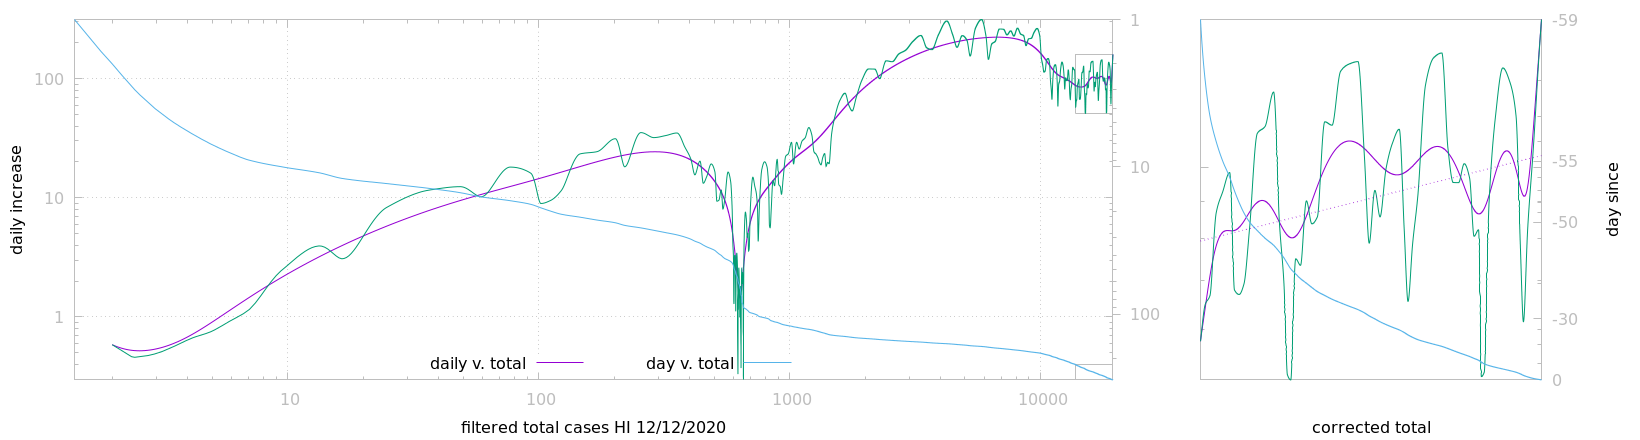 daily increase
100
10
1
daily v. total
day v. total
10
100
1000
10000
filtered total cases HI 12/12/2020
1
10
100
-59
-55
-50
-30
0
day since
corrected total